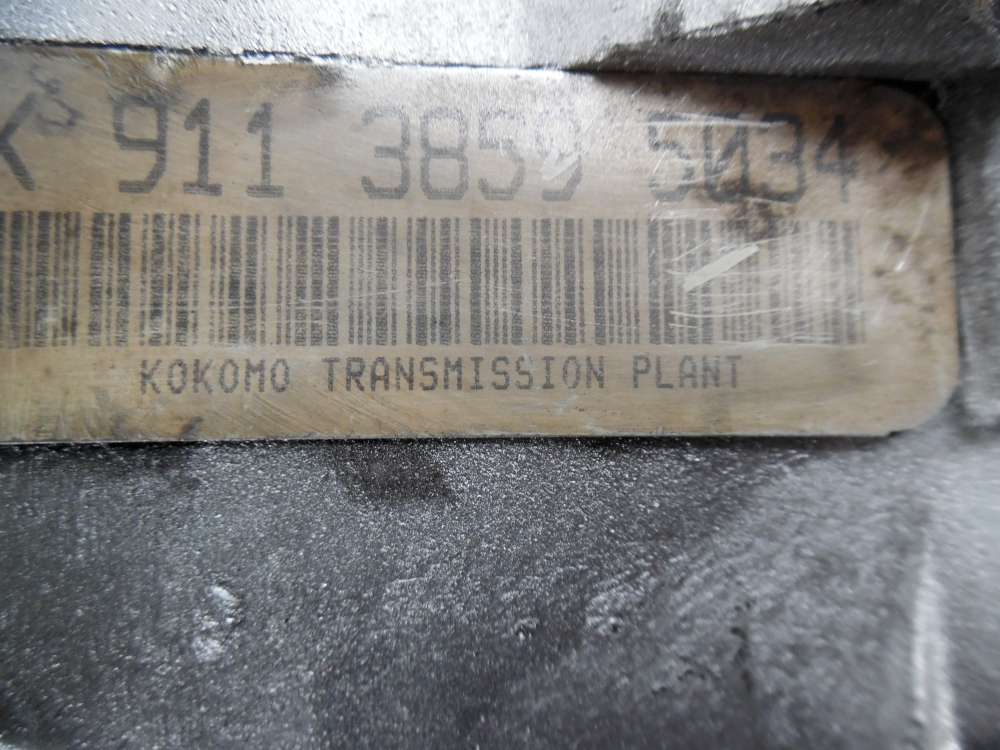 K 911 3859 5034
KOKOMO TRANSMISSION PLANT